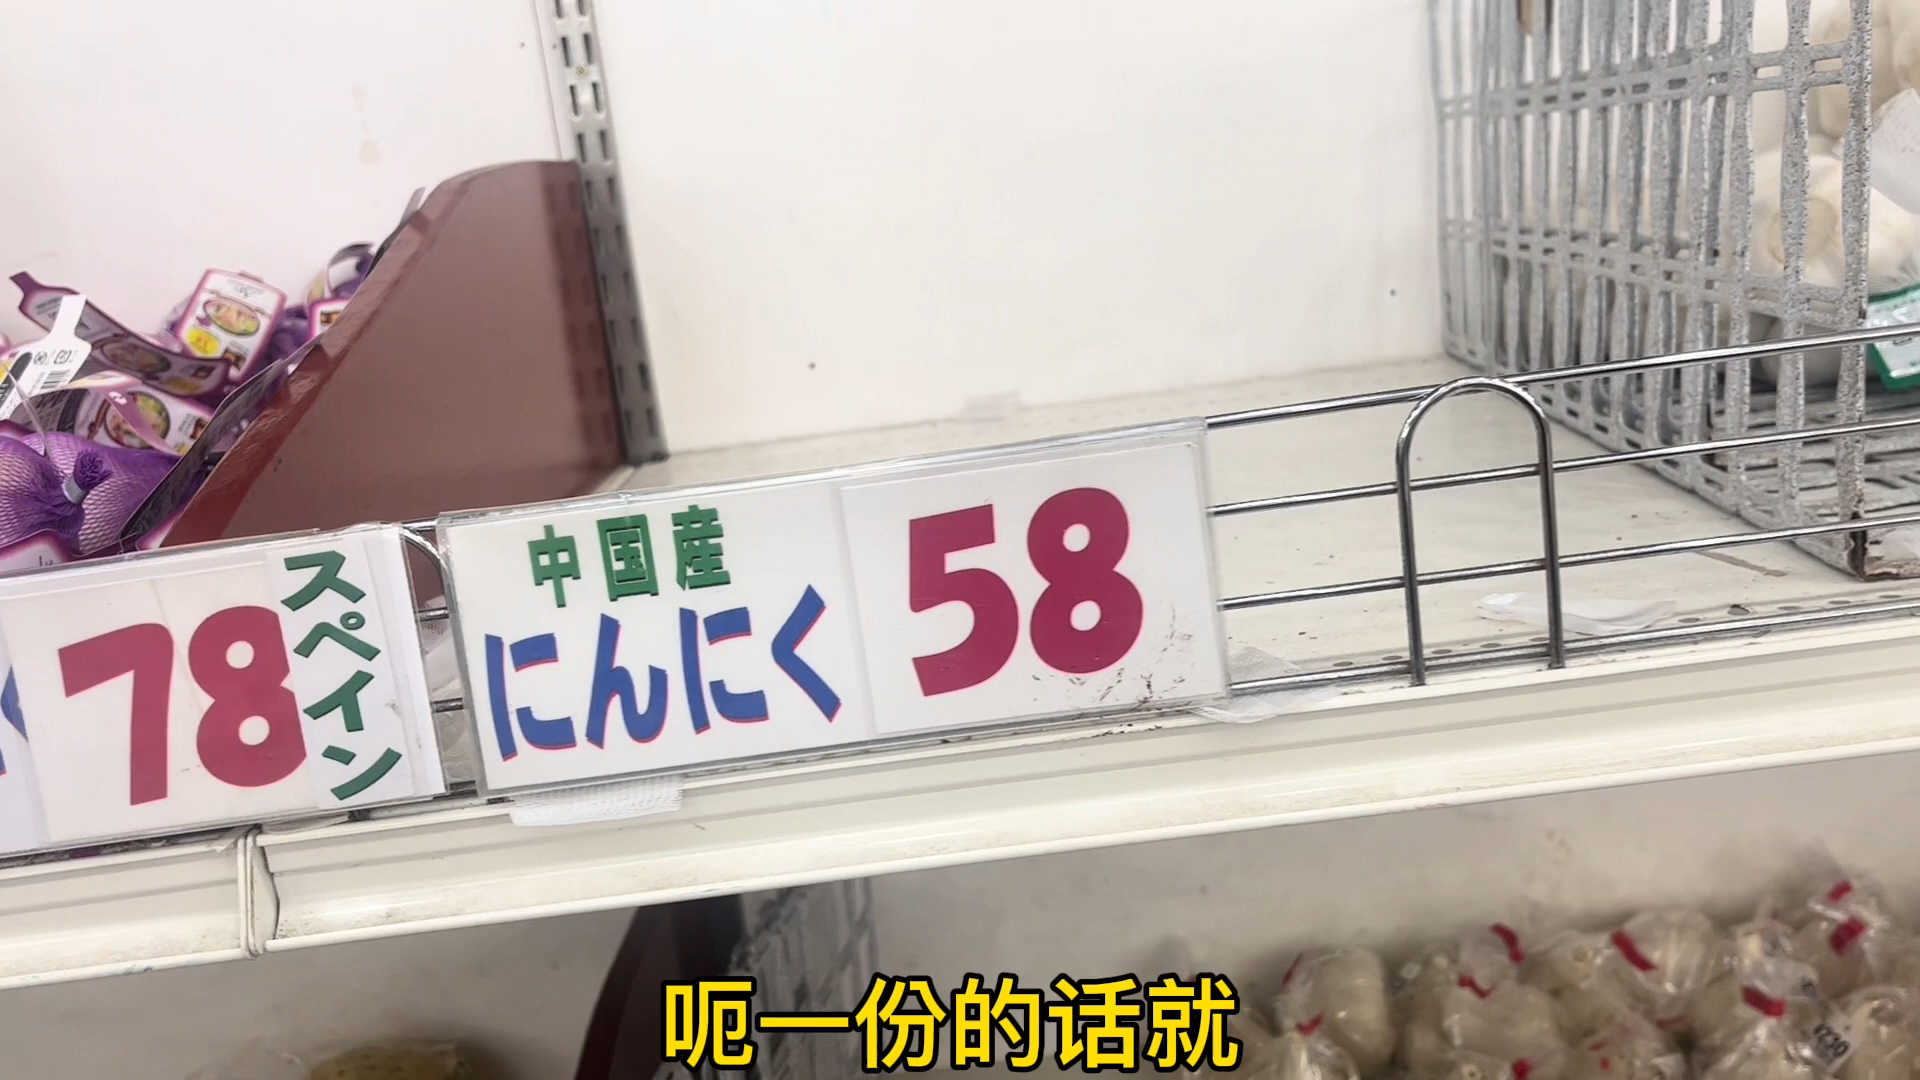 78
スペイン
中国産
にんにく
58
呃一份的话就